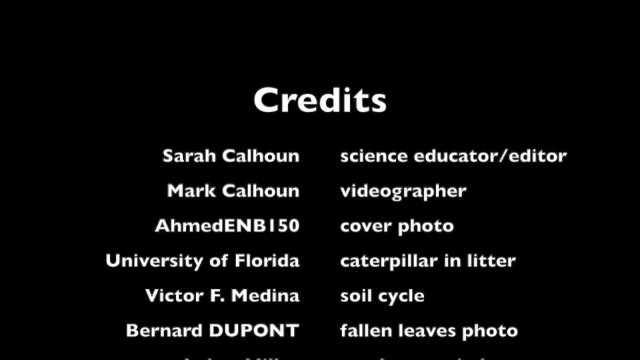 Credits
Sarah Calhoun science educator/editor
Mark Calhoun videographer
AhmedENB150 cover photo
University of Florida caterpillar in litter
Victor F. Medina soil cycle
Bernard DUPONT fallen leaves photo